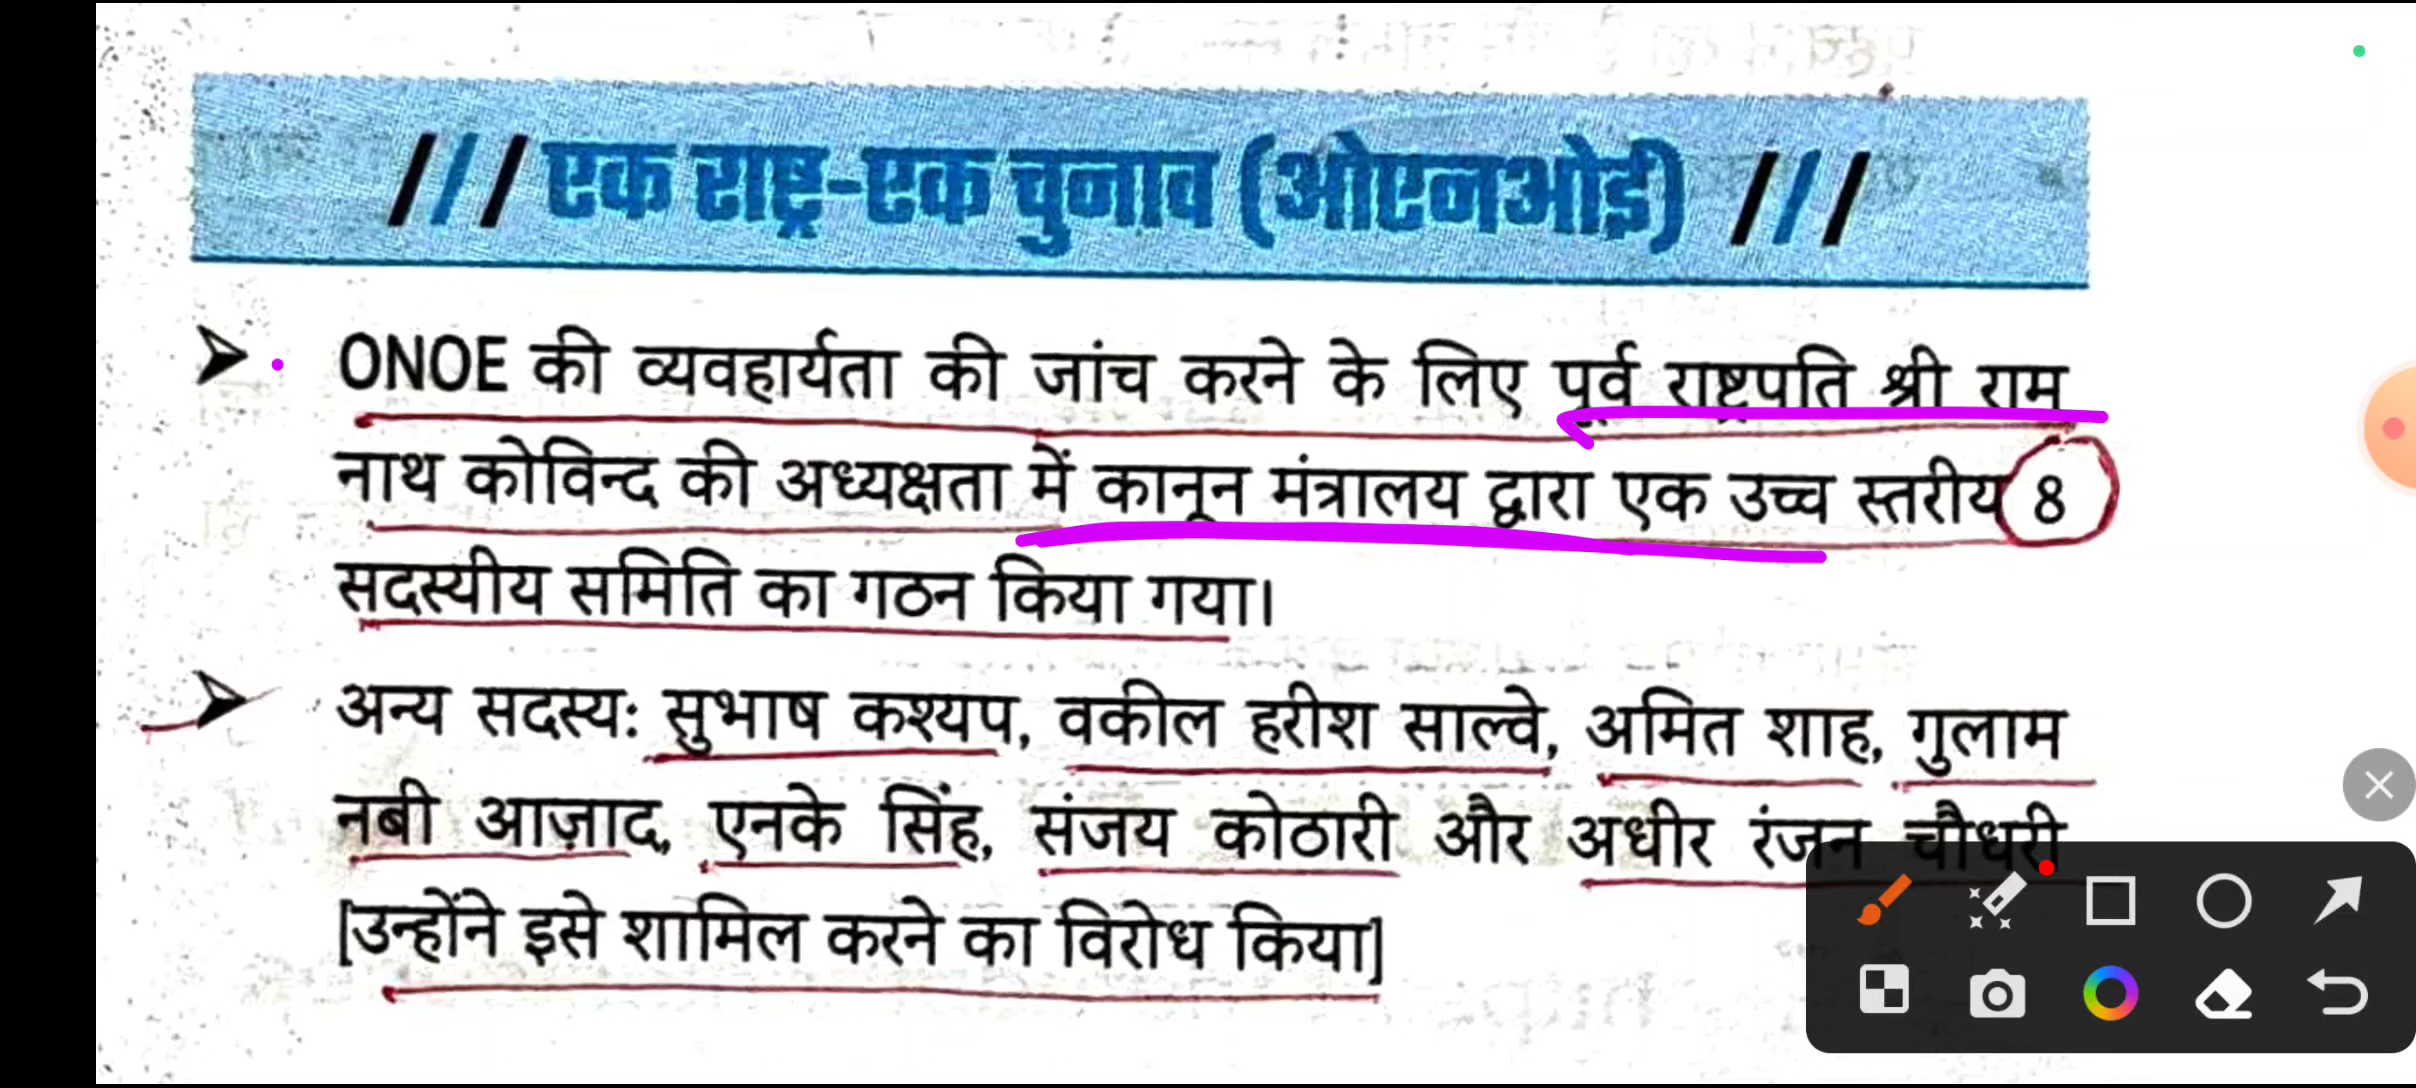 /// एक राष्ट्र-एक चुनाव (ओएनओई) ///
ONOE की व्यवहार्यता की जांच करने के लिए पूर्व राष्ट्रपति श्री राम
नाथ कोविन्द की अध्यक्षता में कानून मंत्रालय द्वारा एक उच्च स्तरीय 8
सदस्यीय समिति का गठन किया गया।
अन्य सदस्य: सुभाष कश्यप, वकील हरीश साल्वे, अमित शाह, गुलाम
नबी आज़ाद, एनके सिंह, संजय कोठारी और अधीर रंजन चौधरी
[उन्होंने इसे शामिल करने का विरोध किया]